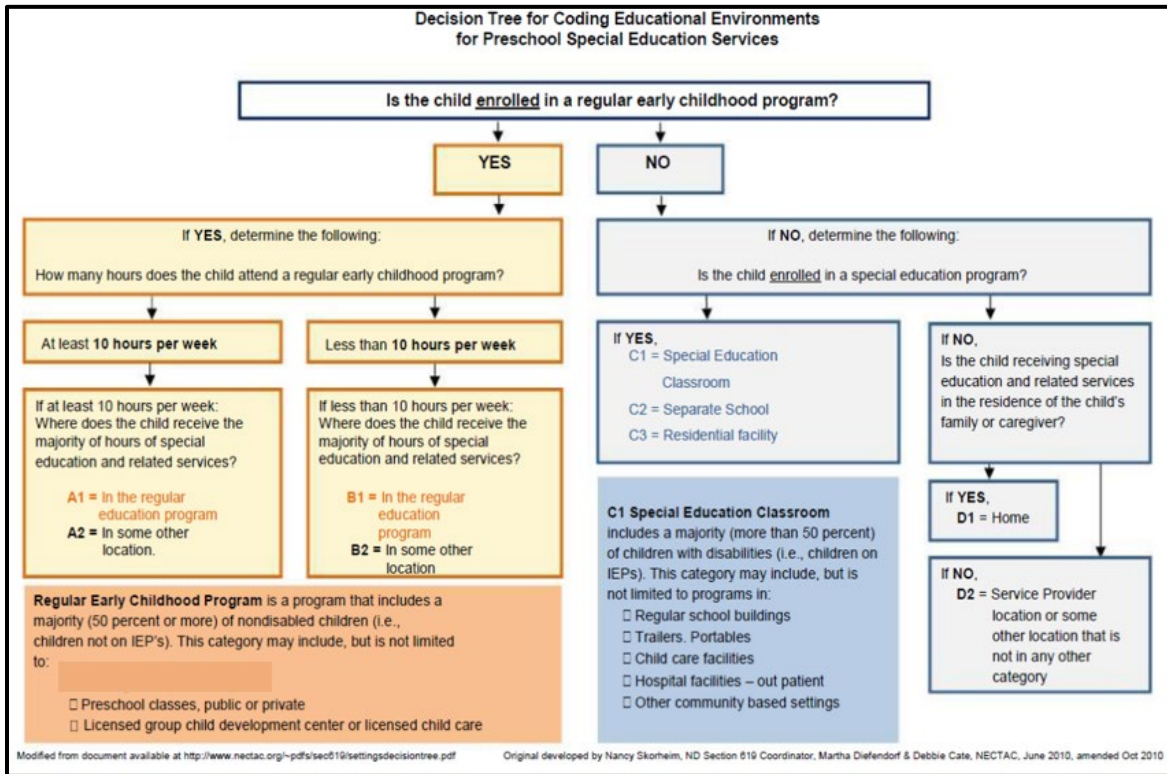 Decision Tree for Coding Educational Environments
for Preschool Special Education Services
Is the child enrolled in a regular early childhood program?
YES
NO
If YES, determine the following:
How many hours does the child attend a regular early childhood program?
If NO, determine the following:
Is the child enrolled in a special education program?
At least 10 hours per week
Less than 10 hours per week
If at least 10 hours per week:
Where does the child receive the
majority of hours of special
education and related services?
A1 = In the regular
education program
A2 = In some other
location.
If less than 10 hours per week:
Where does the child receive the
majority of hours of special
education and related services?
B1 = In the regular
education
program
B2 = In some other
location
If YES,
C1 = Special Education
Classroom
C2 = Separate School
C3 = Residential facility
If NO,
Is the child receiving special
education and related services
in the residence of the child's
family or caregiver?
If YES,
D1 = Home
If NO,
D2 = Service Provider
location or some
other location that is
not in any other
category
Regular Early Childhood Program is a program that includes a
majority (50 percent or more) of nondisabled children (i.e.,
children not on IEP's). This category may include, but is not limited
to:
Preschool classes, public or private
Licensed group child development center or licensed child care
C1 Special Education Classroom
includes a majority (more than 50 percent)
of children with disabilities (i.e., children on
IEPs). This category may include, but is
not limited to programs in:
Regular school buildings
Trailers. Portables
Child care facilities
Hospital facilities – out patient
Other community based settings
Modified from document available at http://www.nectac.org/~pdfs/sec619/settingsdecisiontree.pdf
Original developed by Nancy Skorheim, ND Section 619 Coordinator, Martha Diefendorf & Debbie Cate, NECTAC, June 2010, amended Oct 2010